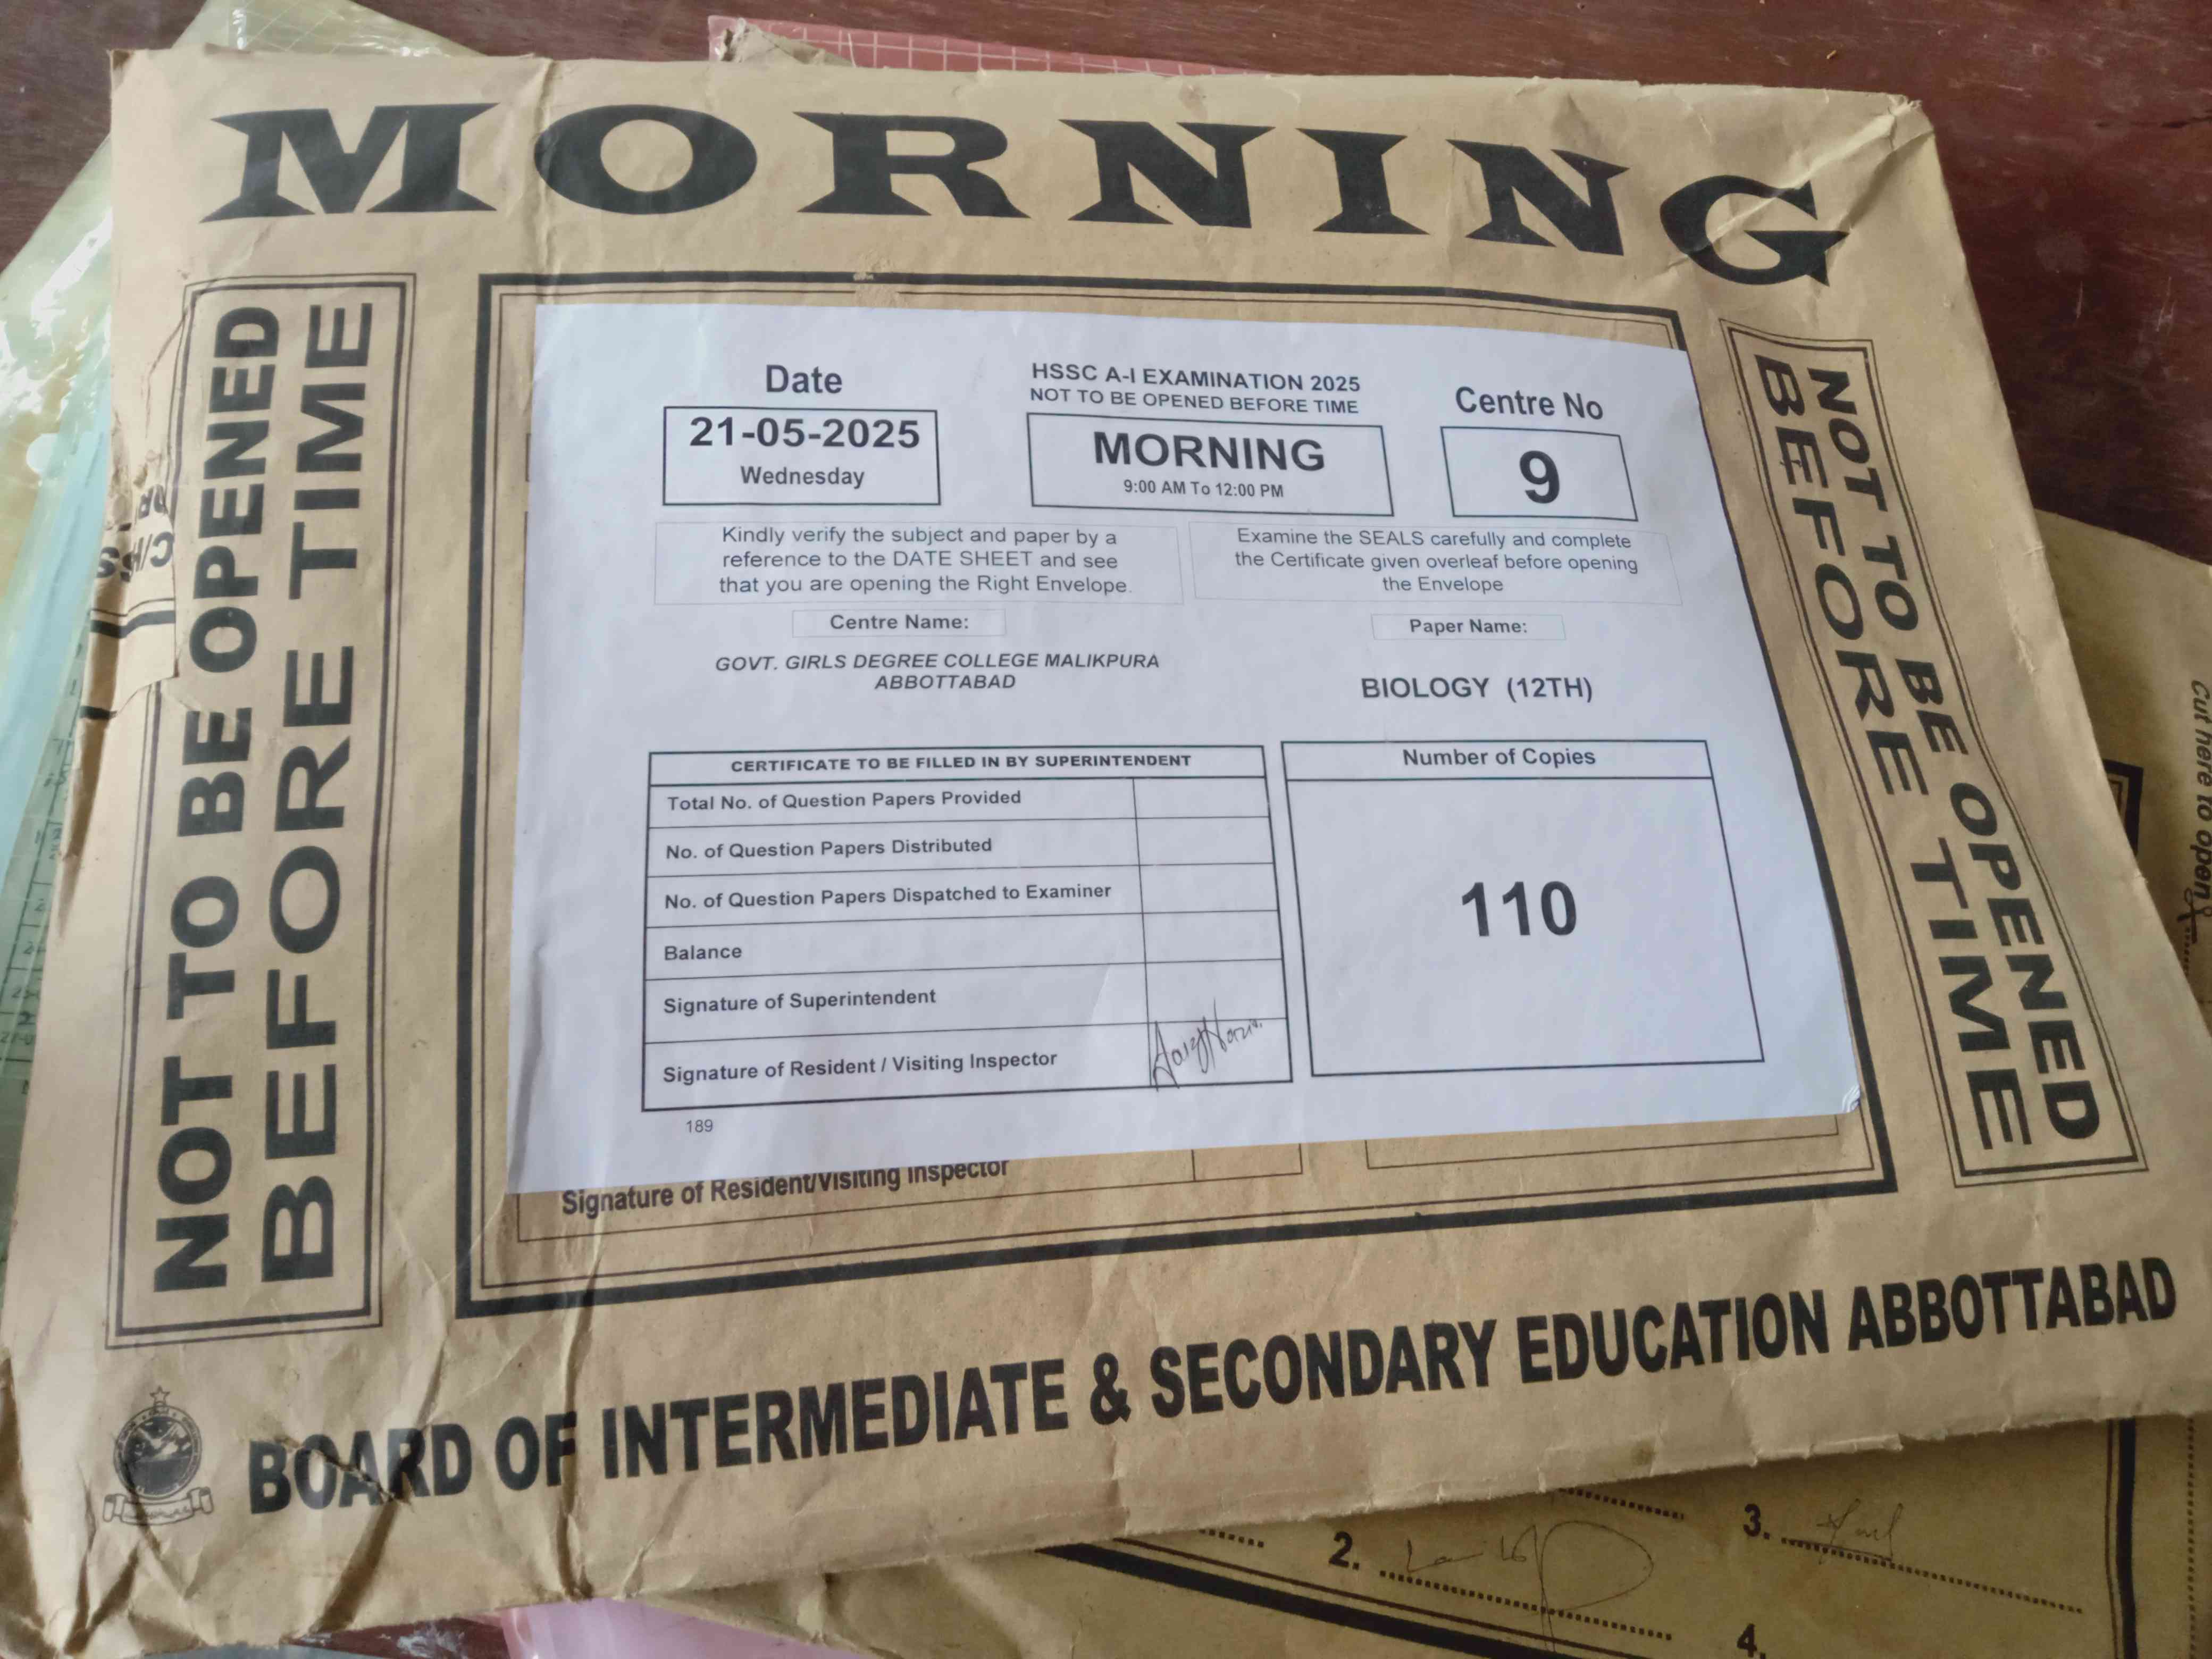 MORNING
NOT TO BE OPENED
BEFORE TIME
Date
21-05-2025
Wednesday
HSSC A-I EXAMINATION 2025
NOT TO BE OPENED BEFORE TIME
MORNING
9:00 AM To 12:00 PM
Centre No
9
Kindly verify the subject and paper by a
reference to the DATE SHEET and see
that you are opening the Right Envelope.
Examine the SEALS carefully and complete
the Certificate given overleaf before opening
the Envelope
Centre Name:
GOVT. GIRLS DEGREE COLLEGE MALIKPURA
ABBOTTABAD
Paper Name:
BIOLOGY (12TH)
CERTIFICATE TO BE FILLED IN BY SUPERINTENDENT
Total No. of Question Papers Provided
No. of Question Papers Distributed
No. of Question Papers Dispatched to Examiner
Balance
Signature of Superintendent
Signature of Resident / Visiting Inspector
Number of Copies
110
189
Signature of Resident/Visiting Inspector
NOT TO BE OPENED
BEFORE TIME
BOARD OF INTERMEDIATE & SECONDARY EDUCATION ABBOTTABAD
Cut here to open
2.
3.
4.